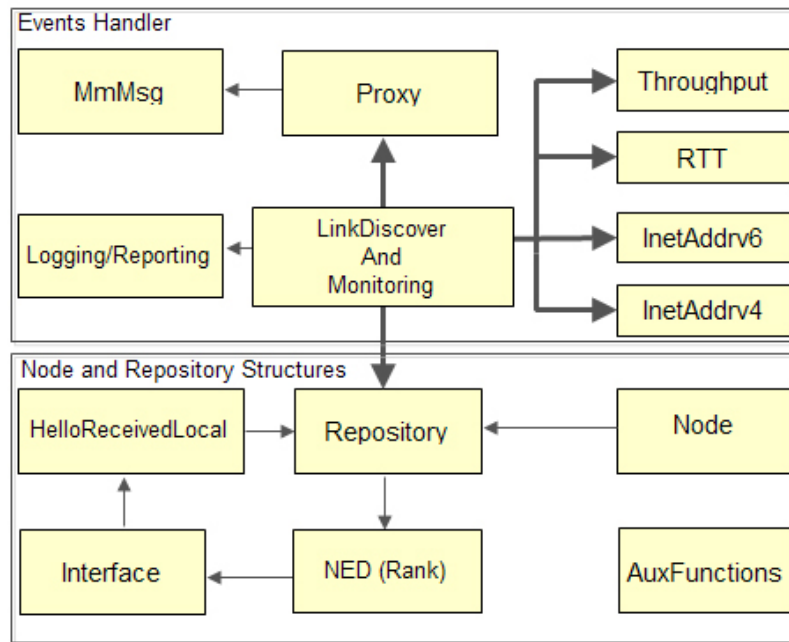 Events Handler
MmMsg
Proxy
Throughput
RTT
Logging/Reporting
LinkDiscover
And
Monitoring
InetAddrv6
InetAddrv4
Node and Repository Structures
HelloReceivedLocal
Repository
Node
Interface
NED (Rank)
AuxFunctions